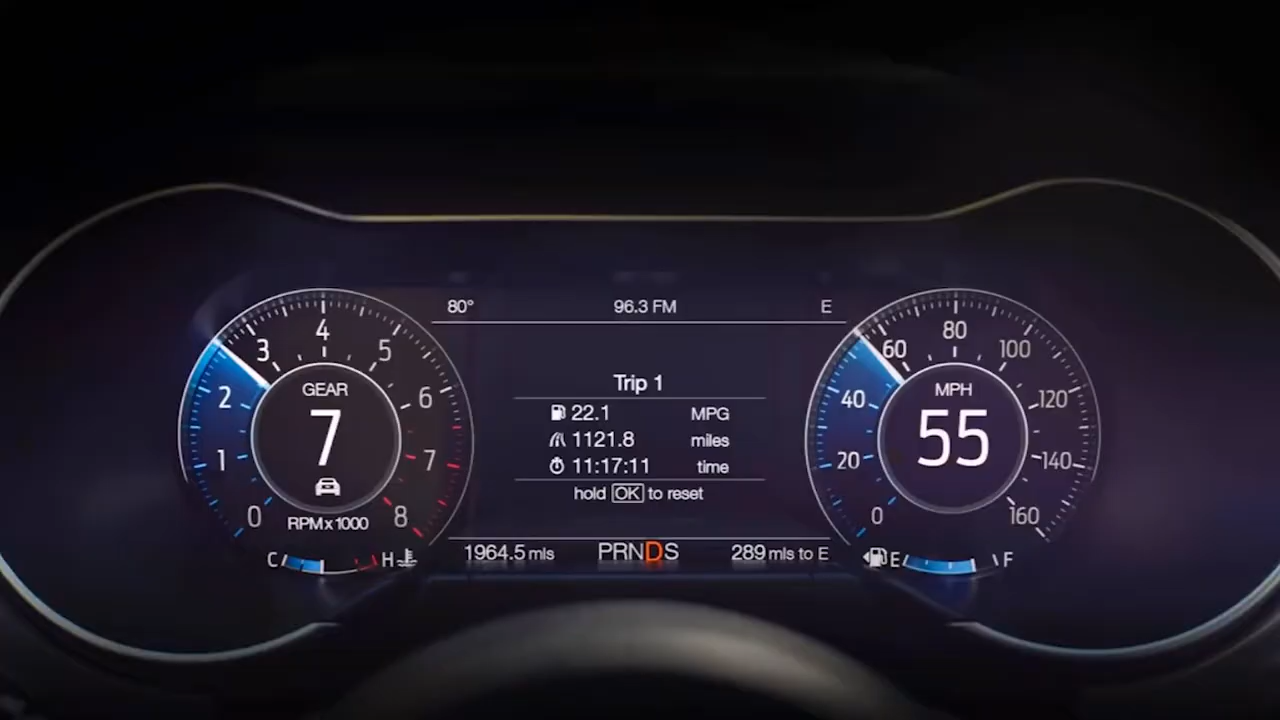 80° 96.3 FM E
0 1 2 3 4 5 6 7 8
GEAR
7
RPM x 1000
C H
Trip 1
22.1 MPG
1121.8 miles
11:17:11 time
hold OK to reset
1964.5 mls PRNDS 289 mls to E
0 20 40 60 80 100 120 140 160
MPH
55
E F